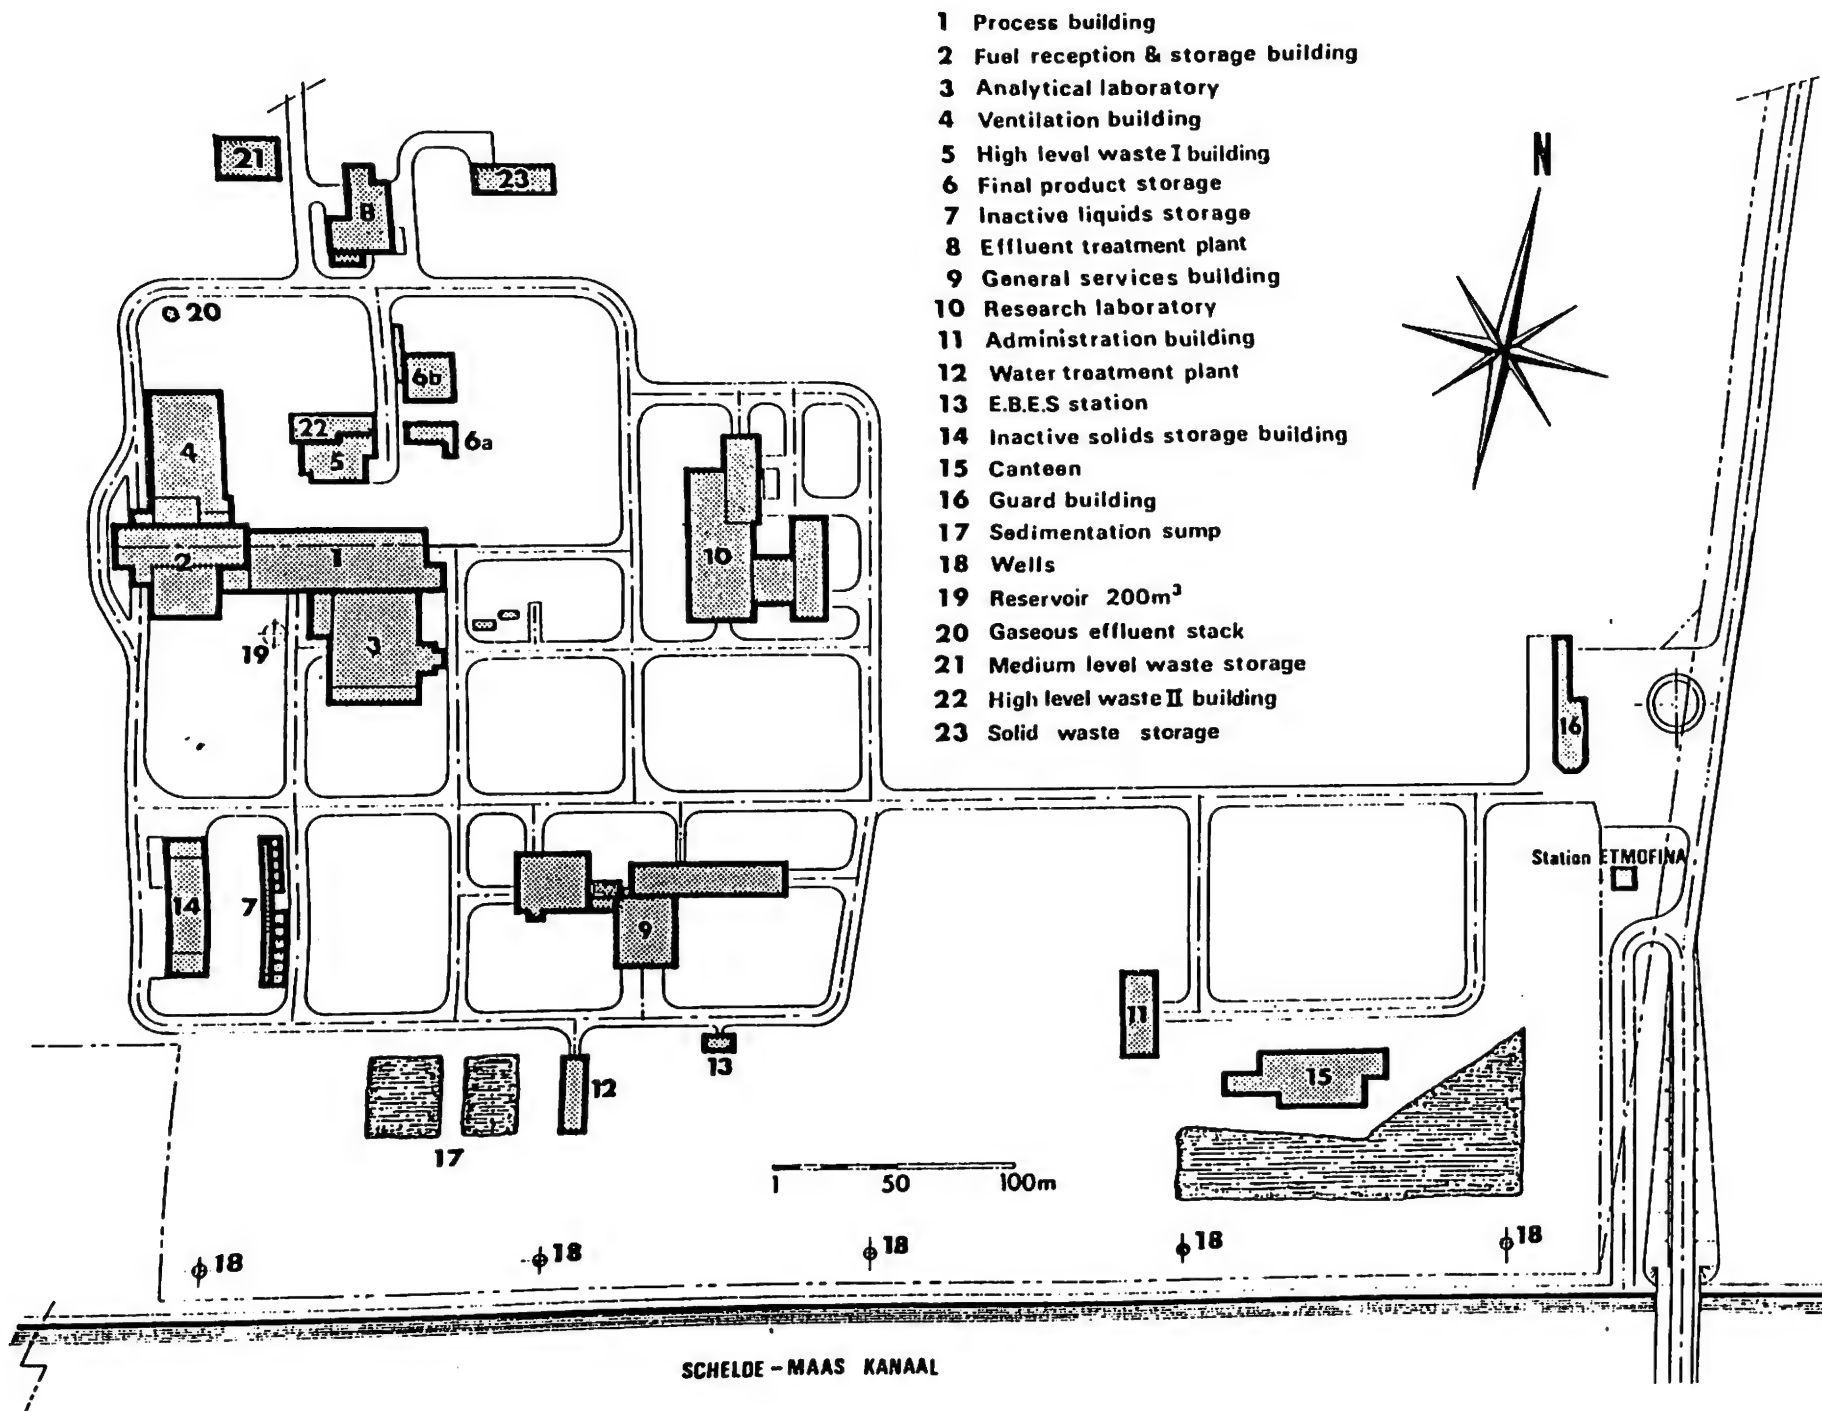 1 Process building
2 Fuel reception & storage building
3 Analytical laboratory
4 Ventilation building
5 High level waste I building
6 Final product storage
7 Inactive liquids storage
8 Effluent treatment plant
9 General services building
10 Research laboratory
11 Administration building
12 Water treatment plant
13 E.B.E.S station
14 Inactive solids storage building
15 Canteen
16 Guard building
17 Sedimentation sump
18 Wells
19 Reservoir 200m³
20 Gaseous effluent stack
21 Medium level waste storage
22 High level waste II building
23 Solid waste storage
N
21
23
8
20
6b
22
6a
4
5
10
1
2
3
19
16
Station ETMOFINA
14
7
9
11
13
12
15
17
1 50 100m
18
18
18
18
18
SCHELDE - MAAS KANAAL